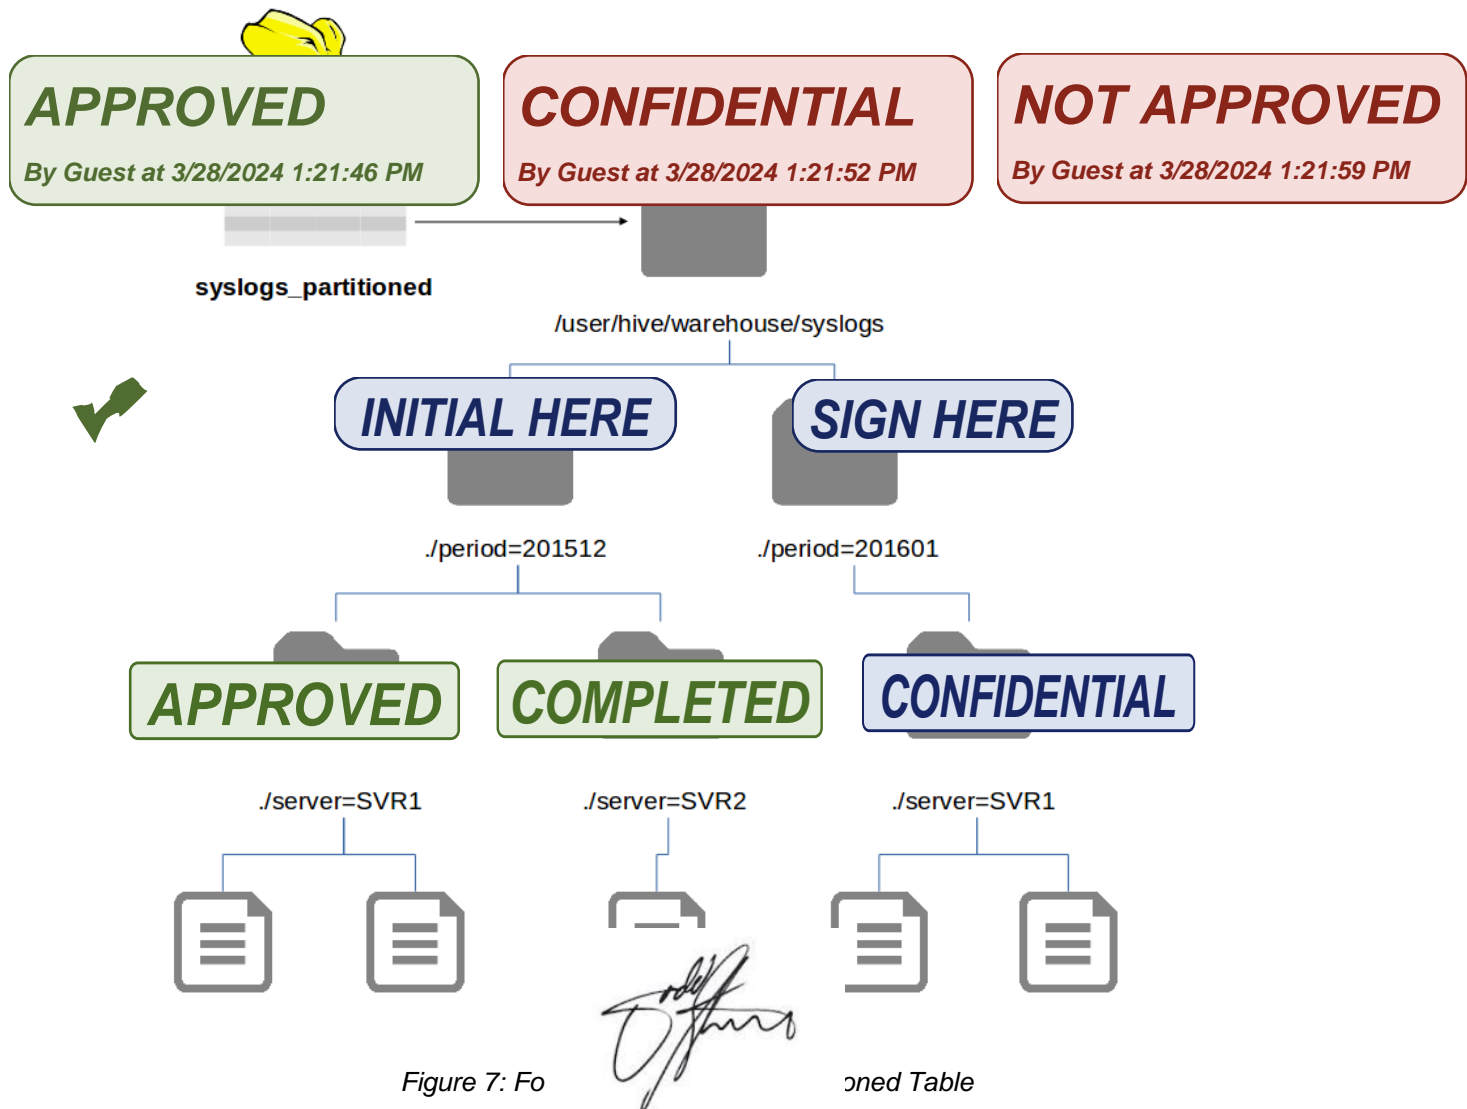 APPROVED
By Guest at 3/28/2024 1:21:46 PM
CONFIDENTIAL
By Guest at 3/28/2024 1:21:52 PM
NOT APPROVED
By Guest at 3/28/2024 1:21:59 PM
syslogs_partitioned
/user/hive/warehouse/syslogs
INITIAL HERE
SIGN HERE
./period=201512
./period=201601
APPROVED
COMPLETED
CONFIDENTIAL
./server=SVR1
./server=SVR2
./server=SVR1
Figure 7: Fo oned Table